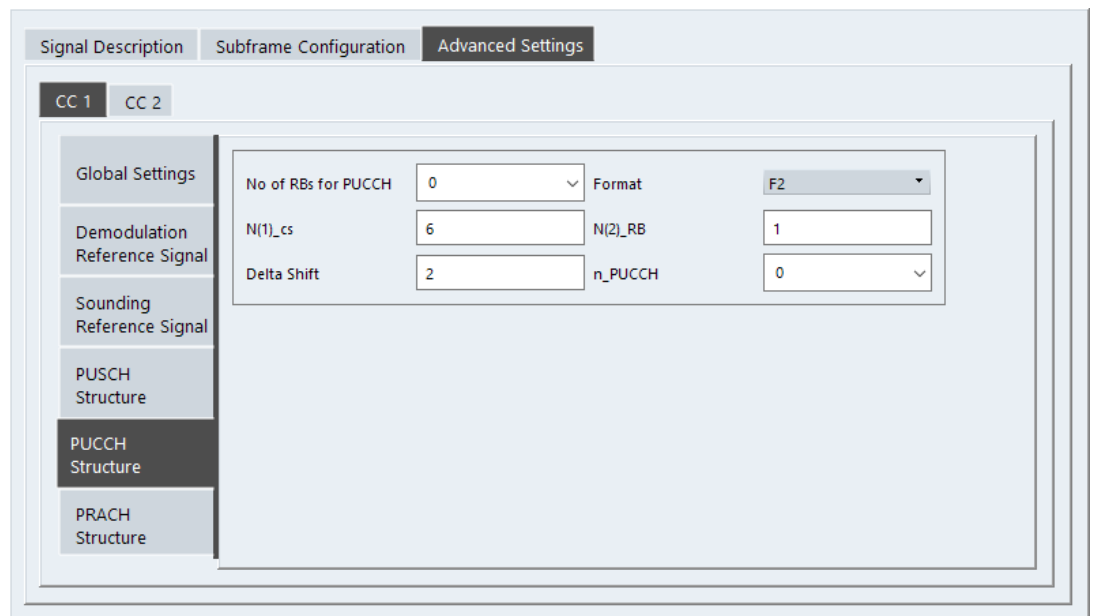 Signal Description Subframe Configuration Advanced Settings
CC 1 CC 2
Global Settings
Demodulation
Reference Signal
Sounding
Reference Signal
PUSCH
Structure
PUCCH
Structure
PRACH
Structure
No of RBs for PUCCH 0 Format F2
N(1)_cs 6 N(2)_RB 1
Delta Shift 2 n_PUCCH 0